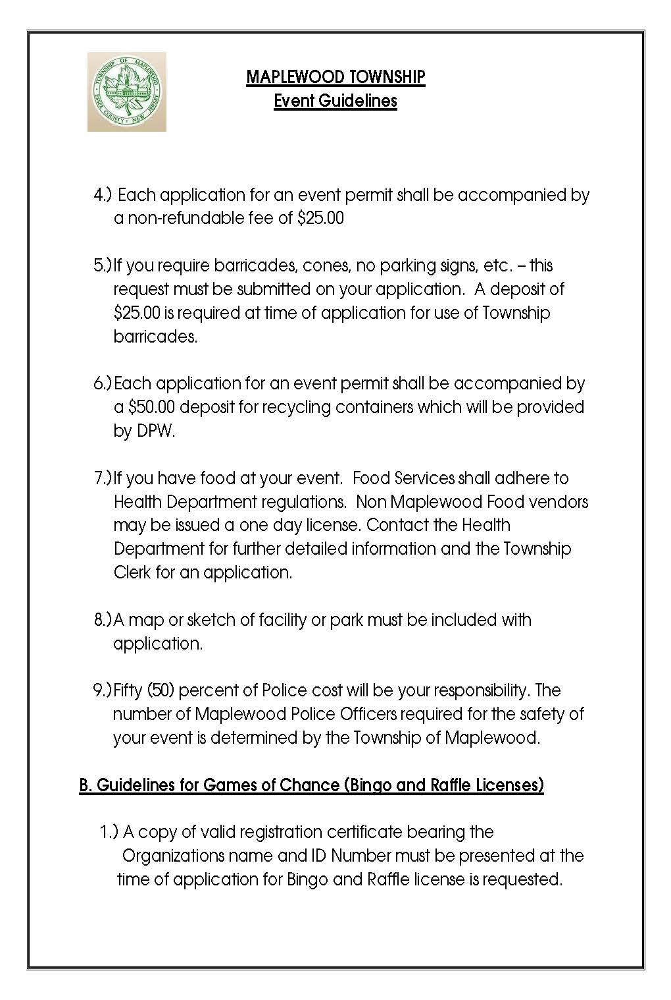 TOWNSHIP OF MAPLEWOOD
ESSEX COUNTY, NEW JERSEY
MAPLEWOOD TOWNSHIP
Event Guidelines
4.) Each application for an event permit shall be accompanied by
a non-refundable fee of $25.00
5.) If you require barricades, cones, no parking signs, etc. – this
request must be submitted on your application. A deposit of
$25.00 is required at time of application for use of Township
barricades.
6.) Each application for an event permit shall be accompanied by
a $50.00 deposit for recycling containers which will be provided
by DPW.
7.) If you have food at your event. Food Services shall adhere to
Health Department regulations. Non Maplewood Food vendors
may be issued a one day license. Contact the Health
Department for further detailed information and the Township
Clerk for an application.
8.) A map or sketch of facility or park must be included with
application.
9.) Fifty (50) percent of Police cost will be your responsibility. The
number of Maplewood Police Officers required for the safety of
your event is determined by the Township of Maplewood.
B. Guidelines for Games of Chance (Bingo and Raffle Licenses)
1.) A copy of valid registration certificate bearing the
Organizations name and ID Number must be presented at the
time of application for Bingo and Raffle license is requested.